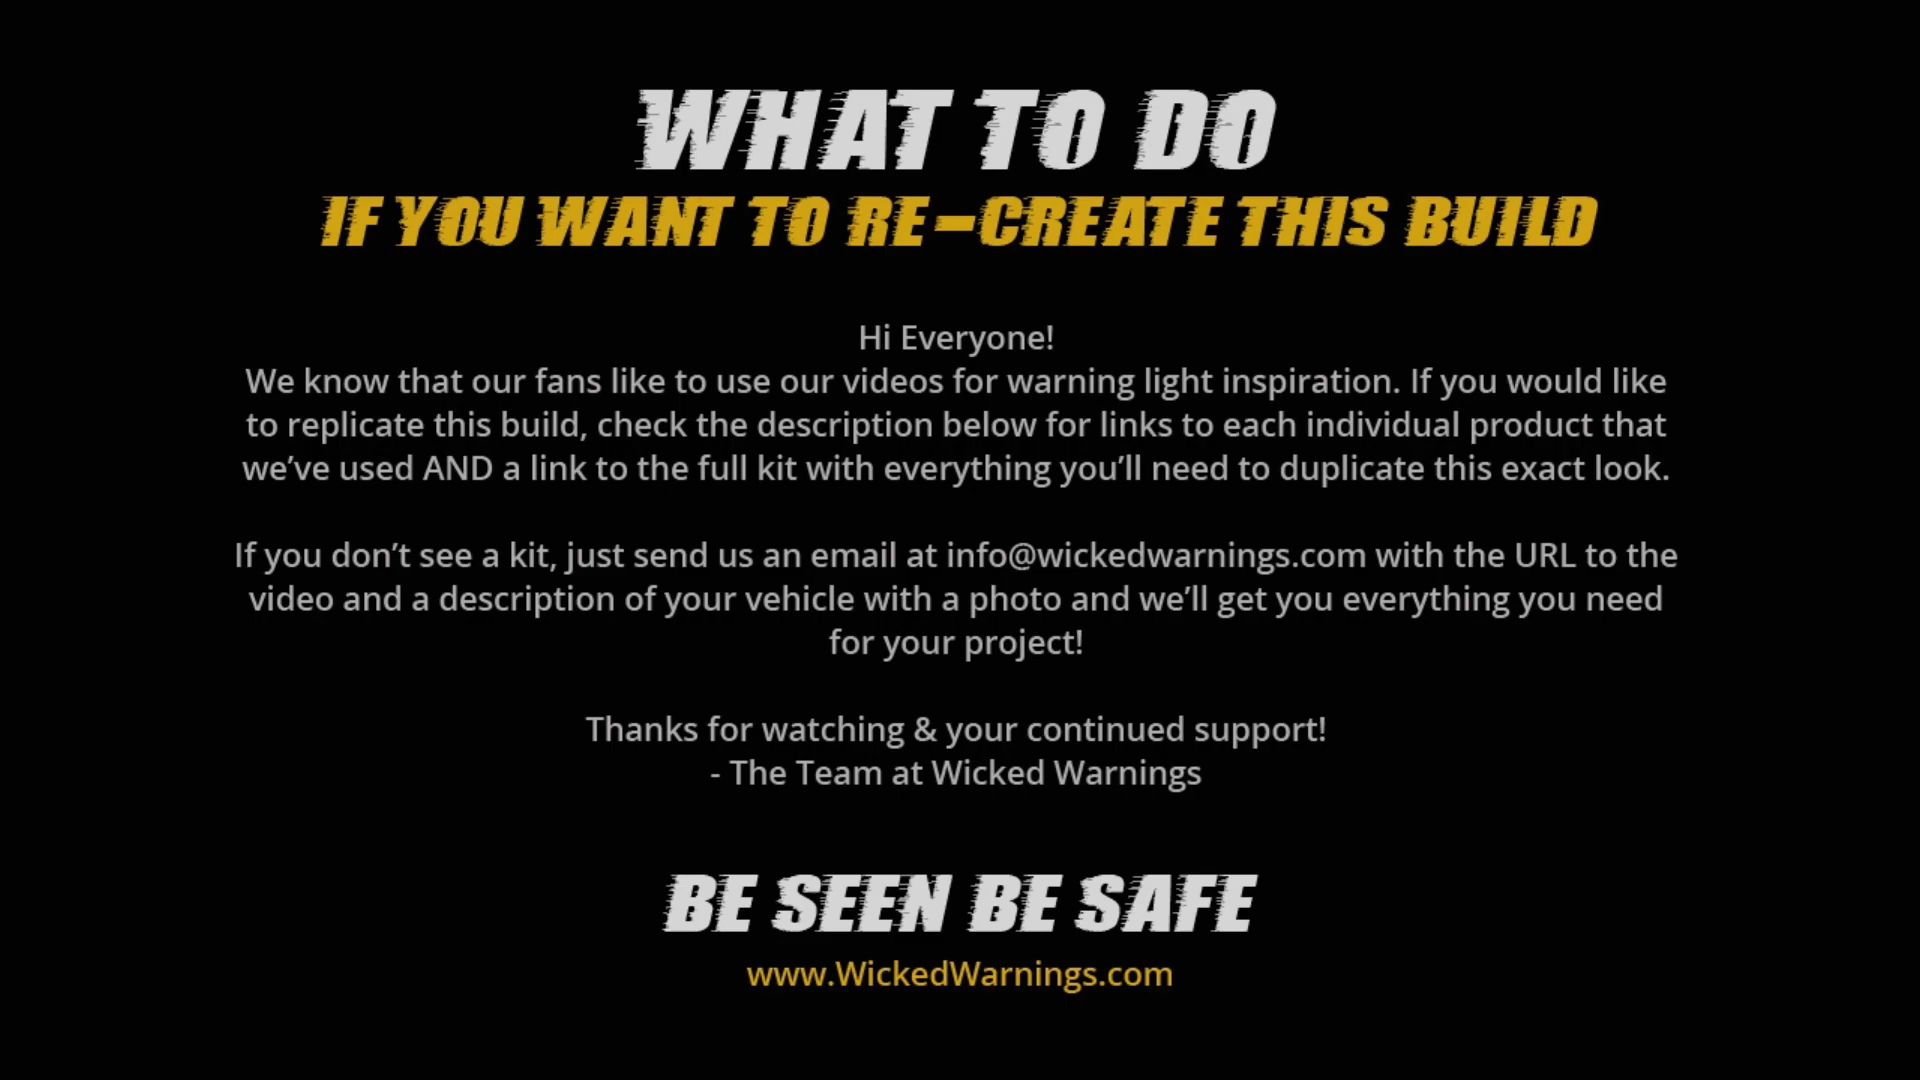 WHAT TO DO
IF YOU WANT TO RE-CREATE THIS BUILD
Hi Everyone!
We know that our fans like to use our videos for warning light inspiration. If you would like
to replicate this build, check the description below for links to each individual product that
we’ve used AND a link to the full kit with everything you’ll need to duplicate this exact look.
If you don’t see a kit, just send us an email at info@wickedwarnings.com with the URL to the
video and a description of your vehicle with a photo and we’ll get you everything you need
for your project!
Thanks for watching & your continued support!
- The Team at Wicked Warnings
BE SEEN BE SAFE
www.WickedWarnings.com